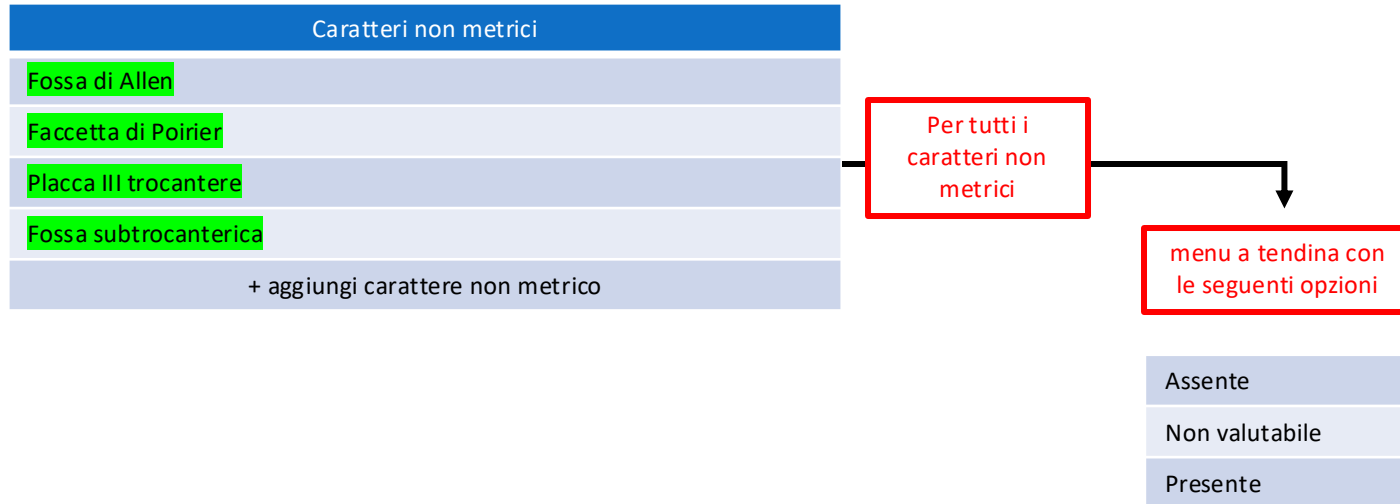 Caratteri non metrici
Fossa di Allen
Faccetta di Poirier
Placca III trocantere
Fossa subtrocanterica
+ aggiungi carattere non metrico
Per tutti i
caratteri non
metrici
menu a tendina con
le seguenti opzioni
Assente
Non valutabile
Presente